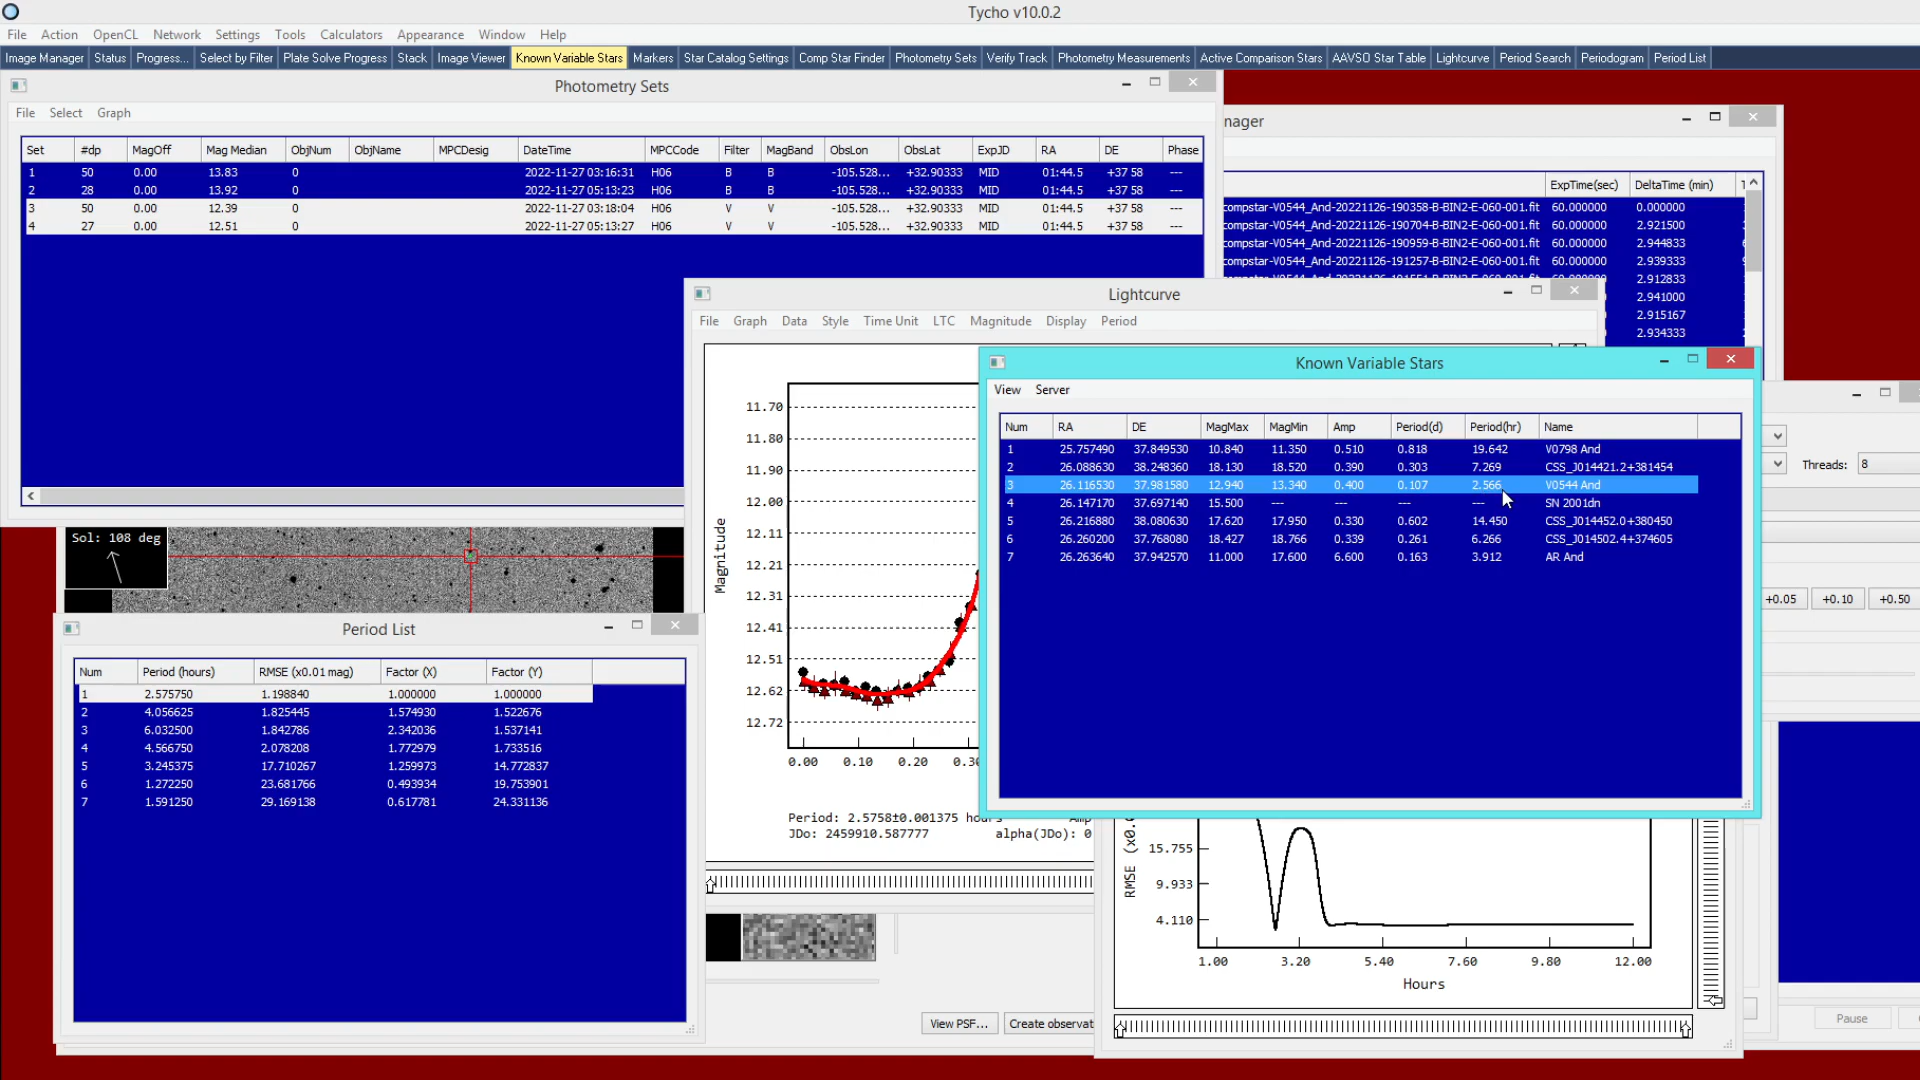 Tycho v10.0.2
File Action OpenCL Network Settings Tools Calculators Appearance Window Help
Image Manager Status Progress... Select by Filter Plate Solve Progress Stack Image Viewer Known Variable Stars Markers Star Catalog Settings Comp Star Finder Photometry Sets Verify Track Photometry Measurements Active Comparison Stars AAVSO Star Table Lightcurve Period Search Periodogram Period List
Photometry Sets
File Select Graph
Set #dp MagOff Mag Median ObjNum ObjName MPCDesig DateTime MPCCode Filter MagBand ObsLon ObsLat ExpJD RA DE Phase
1 50 0.00 13.83 0 2022-11-27 03:16:31 H06 B B -105.528... +32.90333 MID 01:44.5 +37 58 ---
2 28 0.00 13.92 0 2022-11-27 05:13:23 H06 B B -105.528... +32.90333 MID 01:44.5 +37 58 ---
3 50 0.00 12.39 0 2022-11-27 03:18:04 H06 V V -105.528... +32.90333 MID 01:44.5 +37 58 ---
4 27 0.00 12.51 0 2022-11-27 05:13:27 H06 V V -105.528... +32.90333 MID 01:44.5 +37 58 ---
nager
ExpTime(sec) DeltaTime (min)
compstar-V0544_And-20221126-190358-B-BIN2-E-060-001.fit 60.000000 0.000000
compstar-V0544_And-20221126-190704-B-BIN2-E-060-001.fit 60.000000 2.921500
compstar-V0544_And-20221126-190959-B-BIN2-E-060-001.fit 60.000000 2.944833
compstar-V0544_And-20221126-191257-B-BIN2-E-060-001.fit 60.000000 2.939333
compstar-V0544_And-20221126-191551-B-BIN2-E-060-001.fit 60.000000 2.912833
2.941000
2.915167
2.934333
Lightcurve
File Graph Data Style Time Unit LTC Magnitude Display Period
Magnitude
11.70
11.80
11.90
12.00
12.11
12.21
12.31
12.41
12.51
12.62
12.72
0.00 0.10 0.20 0.30
Period: 2.5758±0.001375 hours Amp
JDo: 2459910.587777 alpha(JDo): 0
Known Variable Stars
View Server
Num RA DE MagMax MagMin Amp Period(d) Period(hr) Name
1 25.757490 37.849530 10.840 11.350 0.510 0.818 19.642 V0798 And
2 26.088630 38.248360 18.130 18.520 0.390 0.303 7.269 CSS_J014421.2+381454
3 26.116530 37.981580 12.940 13.340 0.400 0.107 2.566 V0544 And
4 26.147170 37.697140 15.500 --- --- --- --- SN 2001dn
5 26.216880 38.080630 17.620 17.950 0.330 0.602 14.450 CSS_J014452.0+380450
6 26.260200 37.768080 18.427 18.766 0.339 0.261 6.266 CSS_J014502.4+374605
7 26.263640 37.942570 11.000 17.600 6.600 0.163 3.912 AR And
Threads: 8
+0.05 +0.10 +0.50
Sol: 108 deg
Period List
Num Period (hours) RMSE (x0.01 mag) Factor (X) Factor (Y)
1 2.575750 1.198840 1.000000 1.000000
2 4.056625 1.825445 1.574930 1.522676
3 6.032500 1.842786 2.342036 1.537141
4 4.566750 2.078208 1.772979 1.733516
5 3.245375 17.710267 1.259973 14.772837
6 1.272250 23.681766 0.493934 19.753901
7 1.591250 29.169138 0.617781 24.331136
View PSF... Create observat
RMSE (x0.0
15.755
9.933
4.110
1.00 3.20 5.40 7.60 9.80 12.00
Hours
Pause